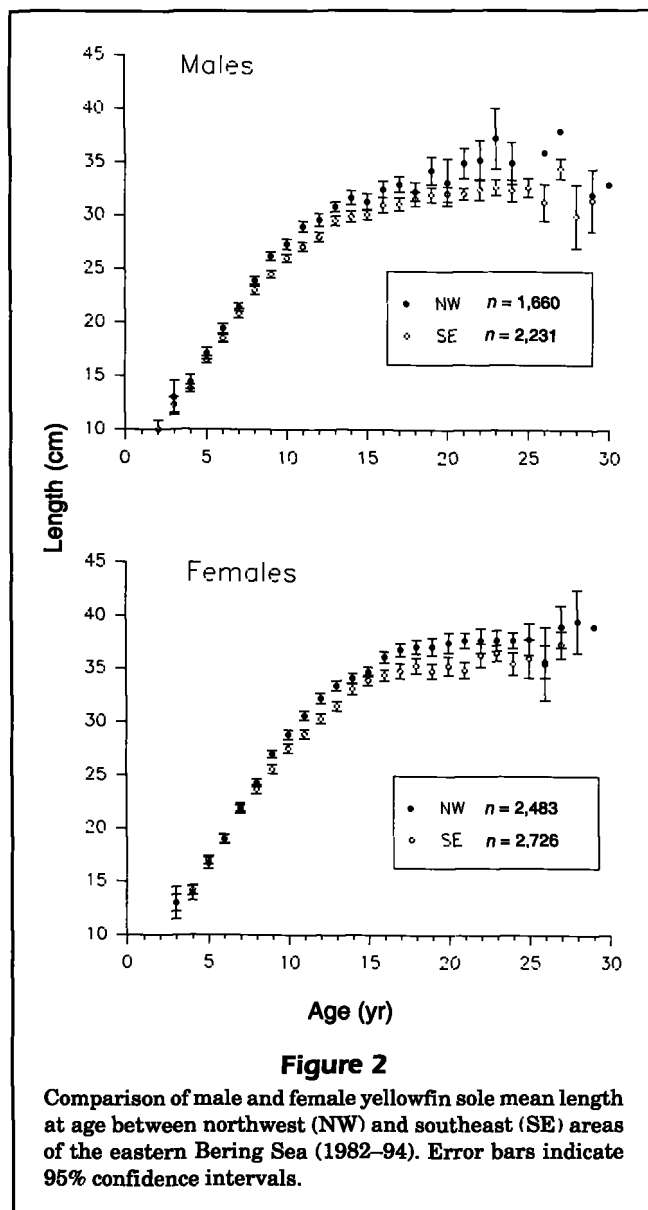 Males
45
40
35
30
25
20
15
10
0 5 10 15 20 25 30
NW n = 1,660
SE n = 2,231
Length (cm)
Females
45
40
35
30
25
20
15
10
0 5 10 15 20 25 30
NW n = 2,483
SE n = 2,726
Age (yr)
Figure 2
Comparison of male and female yellowfin sole mean length
at age between northwest (NW) and southeast (SE) areas
of the eastern Bering Sea (1982–94). Error bars indicate
95% confidence intervals.